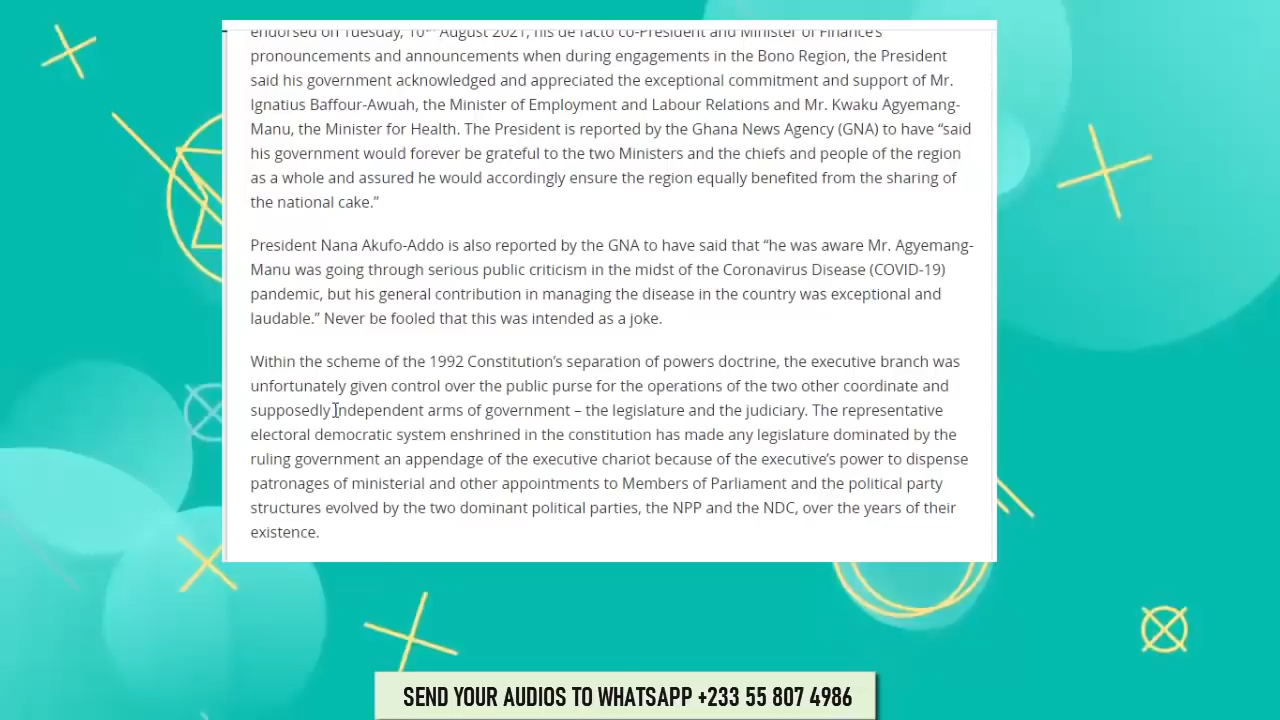 endorsed on Tuesday, 10th August 2021, his de facto co-President and Minister of Finance's
pronouncements and announcements when during engagements in the Bono Region, the President
said his government acknowledged and appreciated the exceptional commitment and support of Mr.
Ignatius Baffour-Awuah, the Minister of Employment and Labour Relations and Mr. Kwaku Agyemang-
Manu, the Minister for Health. The President is reported by the Ghana News Agency (GNA) to have “said
his government would forever be grateful to the two Ministers and the chiefs and people of the region
as a whole and assured he would accordingly ensure the region equally benefited from the sharing of
the national cake.”
President Nana Akufo-Addo is also reported by the GNA to have said that “he was aware Mr. Agyemang-
Manu was going through serious public criticism in the midst of the Coronavirus Disease (COVID-19)
pandemic, but his general contribution in managing the disease in the country was exceptional and
laudable.” Never be fooled that this was intended as a joke.
Within the scheme of the 1992 Constitution’s separation of powers doctrine, the executive branch was
unfortunately given control over the public purse for the operations of the two other coordinate and
supposedly independent arms of government – the legislature and the judiciary. The representative
electoral democratic system enshrined in the constitution has made any legislature dominated by the
ruling government an appendage of the executive chariot because of the executive’s power to dispense
patronages of ministerial and other appointments to Members of Parliament and the political party
structures evolved by the two dominant political parties, the NPP and the NDC, over the years of their
existence.
SEND YOUR AUDIOS TO WHATSAPP +233 55 807 4986